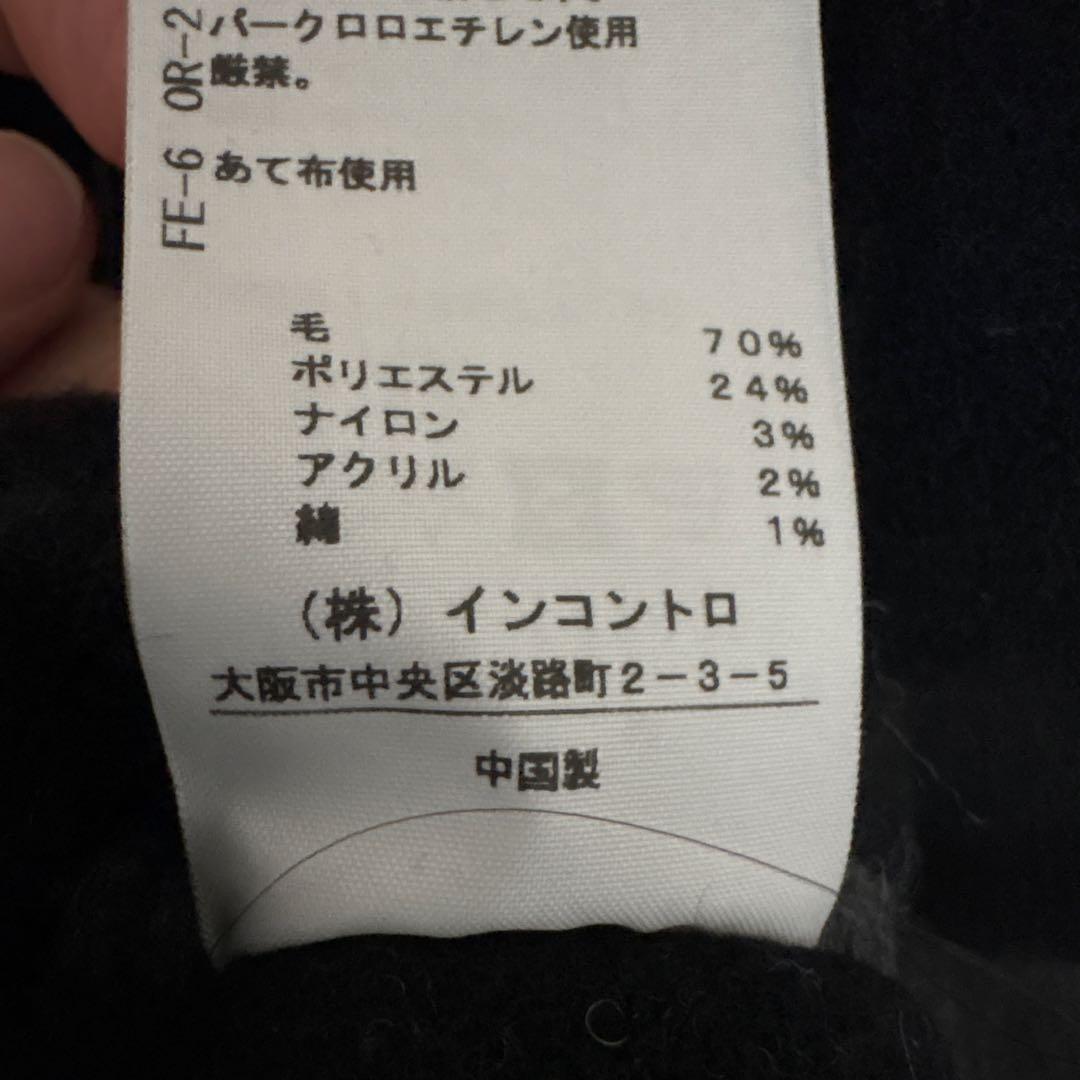 パークロロエチレン使用
厳禁。
あて布使用
FE-6 OR-2
毛 70%
ポリエステル 24%
ナイロン 3%
アクリル 2%
綿 1%
(株)インコントロ
大阪市中央区淡路町2-3-5
中国製